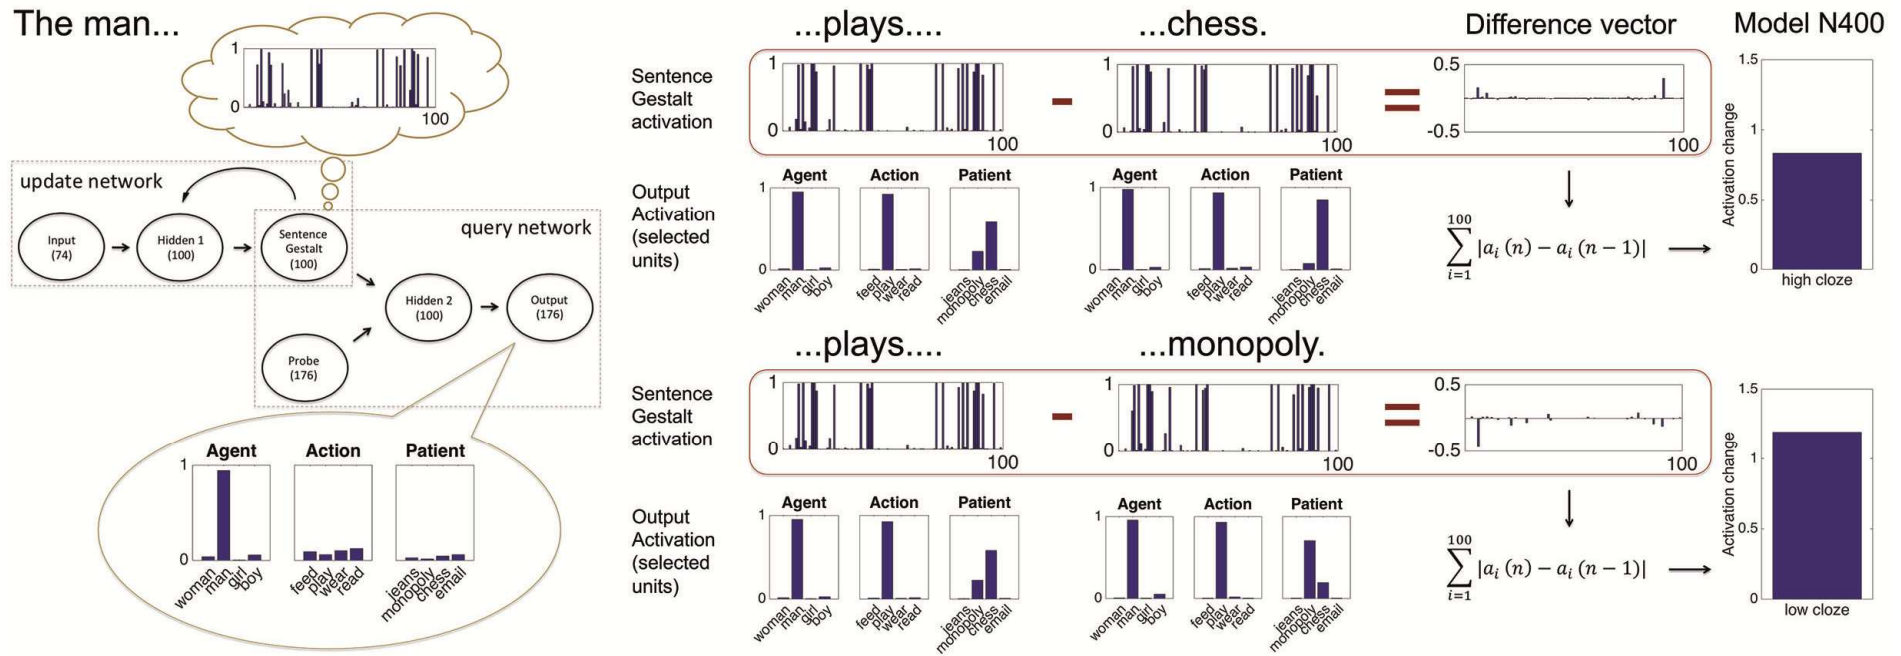 The man...
1
0
100
update network
Input
(74)
Hidden 1
(100)
Sentence
Gestalt
(100)
query network
Hidden 2
(100)
Output
(176)
Probe
(176)
Agent
Action
Patient
1
0
woman
man
girl
boy
feed
play
wear
read
jeans
monopoly
chess
email
...plays....
...chess.
Difference vector
Model N400
Sentence
Gestalt
activation
1
0
100
1
0
100
0.5
-0.5
100
Output
Activation
(selected
units)
Agent
Action
Patient
1
0
woman
man
girl
boy
feed
play
wear
read
jeans
monopoly
chess
email
Agent
Action
Patient
1
0
woman
man
girl
boy
feed
play
wear
read
jeans
monopoly
chess
email
100
∑ |a_i (n) − a_i (n − 1)|
i=1
Activation change
1.5
1
0.5
0
high cloze
...plays....
...monopoly.
Sentence
Gestalt
activation
1
0
100
1
0
100
0.5
-0.5
100
Output
Activation
(selected
units)
Agent
Action
Patient
1
0
woman
man
girl
boy
feed
play
wear
read
jeans
monopoly
chess
email
Agent
Action
Patient
1
0
woman
man
girl
boy
feed
play
wear
read
jeans
monopoly
chess
email
100
∑ |a_i (n) − a_i (n − 1)|
i=1
Activation change
1.5
1
0.5
0
low cloze